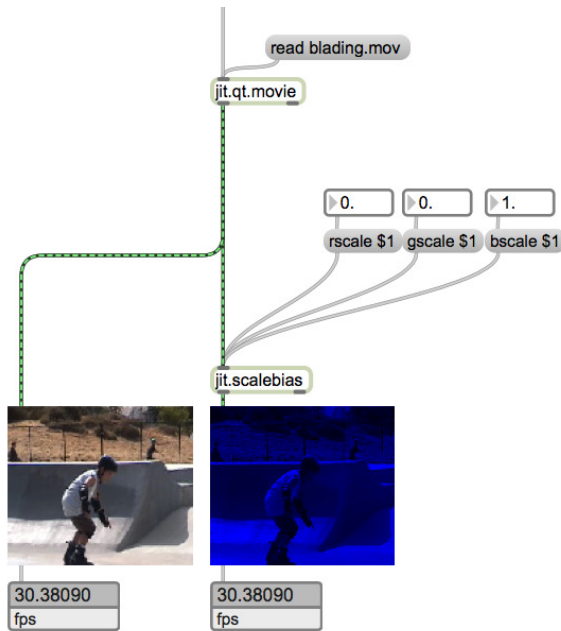 read blading.mov
jit.qt.movie
0. 0. 1.
rscale $1 gscale $1 bscale $1
jit.scalebias
30.38090 30.38090
fps fps